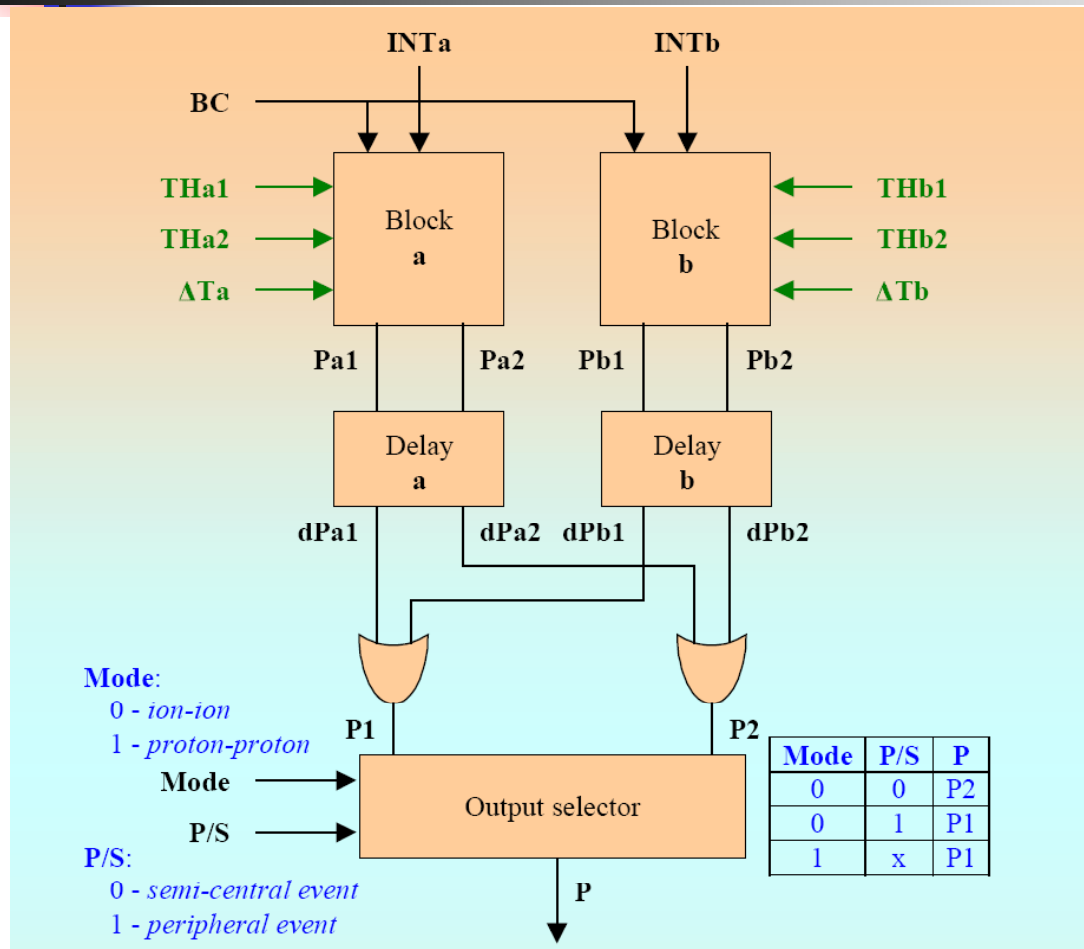 INTa INTb
BC
THa1 THb1
THa2 THb2
ΔTa ΔTb
Block
a
Block
b
Pa1 Pa2 Pb1 Pb2
Delay
a
Delay
b
dPa1 dPa2 dPb1 dPb2
Mode:
0 - ion-ion
1 - proton-proton
P1 P2
Mode
P/S
Output selector
Mode P/S P
0 0 P2
0 1 P1
1 x P1
P/S:
0 - semi-central event
1 - peripheral event
P